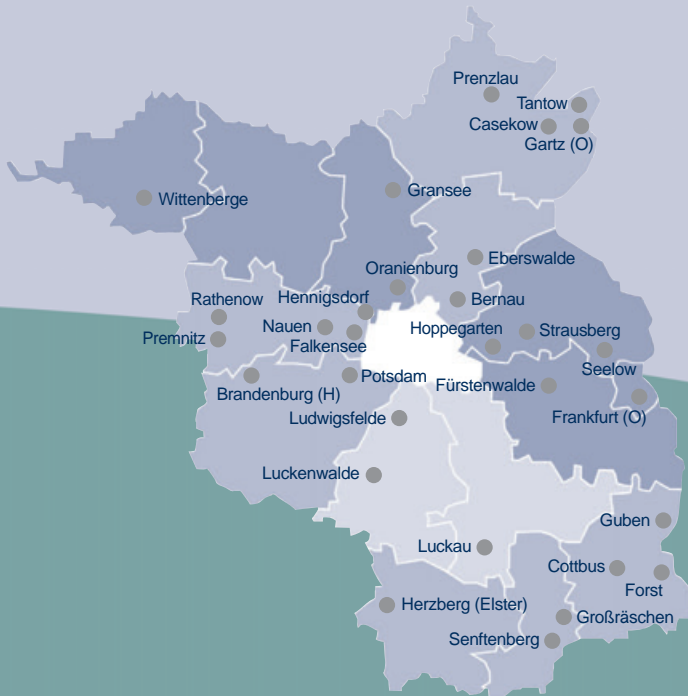 Prenzlau
Tantow
Casekow
Gartz (O)
Gransee
Wittenberge
Eberswalde
Oranienburg
Rathenow
Hennigsdorf
Bernau
Nauen
Hoppegarten
Strausberg
Premnitz
Falkensee
Seelow
Potsdam
Fürstenwalde
Brandenburg (H)
Ludwigsfelde
Frankfurt (O)
Luckenwalde
Guben
Luckau
Cottbus
Forst
Herzberg (Elster)
Großräschen
Senftenberg